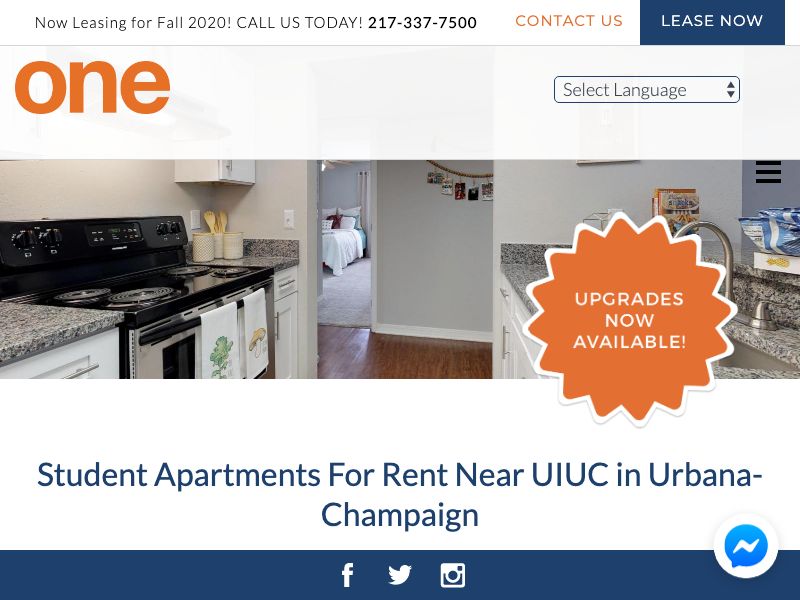 Now Leasing for Fall 2020! CALL US TODAY! 217-337-7500
CONTACT US
LEASE NOW
one
Select Language
UPGRADES
NOW
AVAILABLE!
Student Apartments For Rent Near UIUC in Urbana-
Champaign